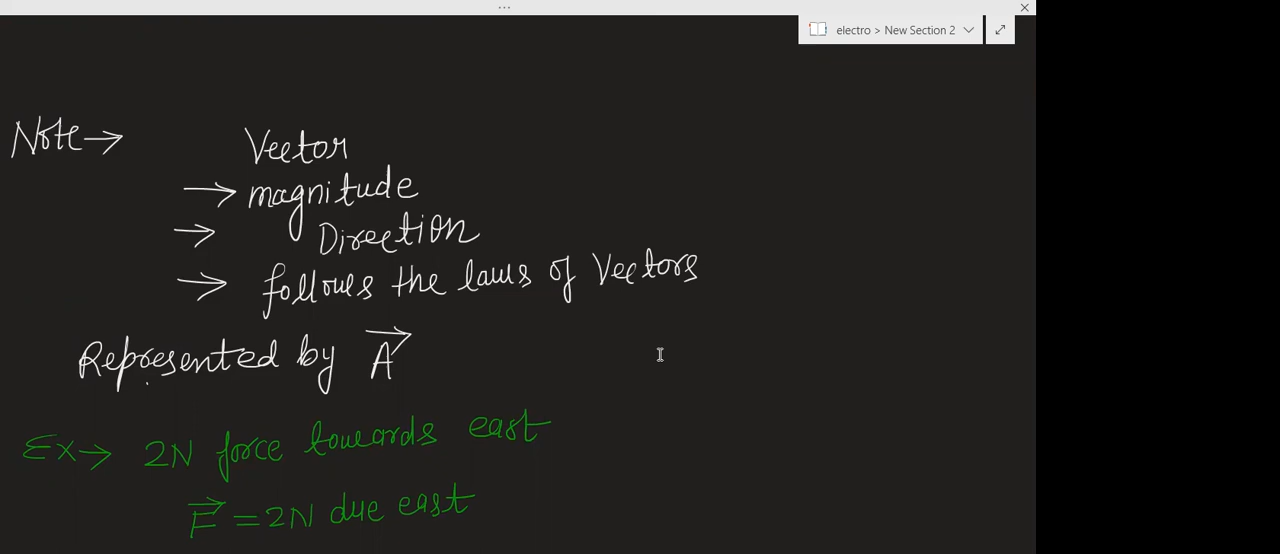 electro > New Section 2
Note→ Vector
→ magnitude
→ Direction
→ follows the laws of Vectors
Represented by A⃗
Ex→ 2N force towards east
F⃗ = 2N due east